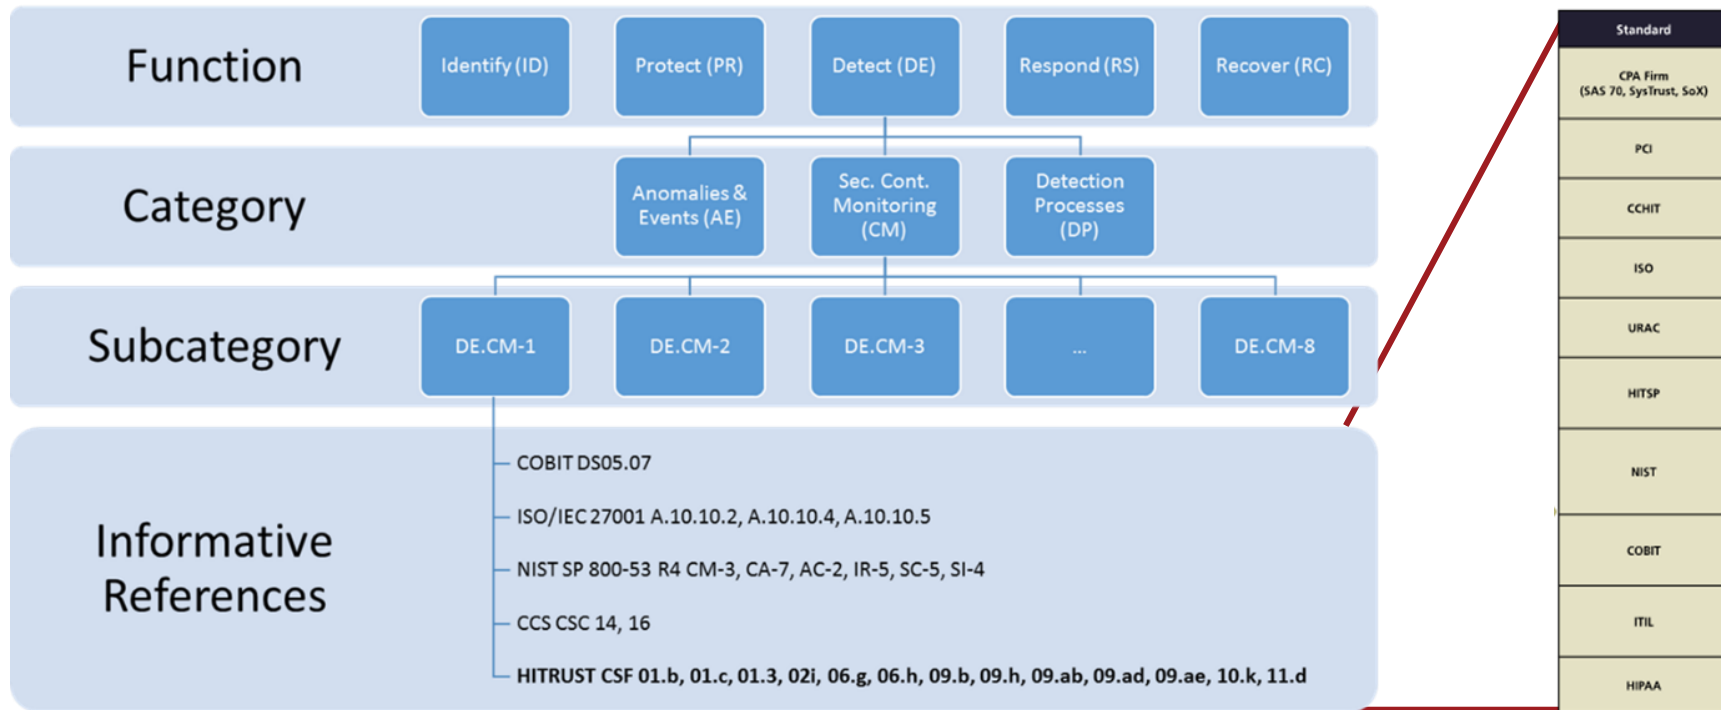 Function
Identify (ID)
Protect (PR)
Detect (DE)
Respond (RS)
Recover (RC)
Category
Anomalies &
Events (AE)
Sec. Cont.
Monitoring
(CM)
Detection
Processes
(DP)
Subcategory
DE.CM-1
DE.CM-2
DE.CM-3
...
DE.CM-8
Informative
References
COBIT DS05.07
ISO/IEC 27001 A.10.10.2, A.10.10.4, A.10.10.5
NIST SP 800-53 R4 CM-3, CA-7, AC-2, IR-5, SC-5, SI-4
CCS CSC 14, 16
HITRUST CSF 01.b, 01.c, 01.3, 02i, 06.g, 06.h, 09.b, 09.h, 09.ab, 09.ad, 09.ae, 10.k, 11.d
Standard
CPA Firm
(SAS 70, SysTrust, SoX)
PCI
CCHIT
ISO
URAC
HITSP
NIST
COBIT
ITIL
HIPAA